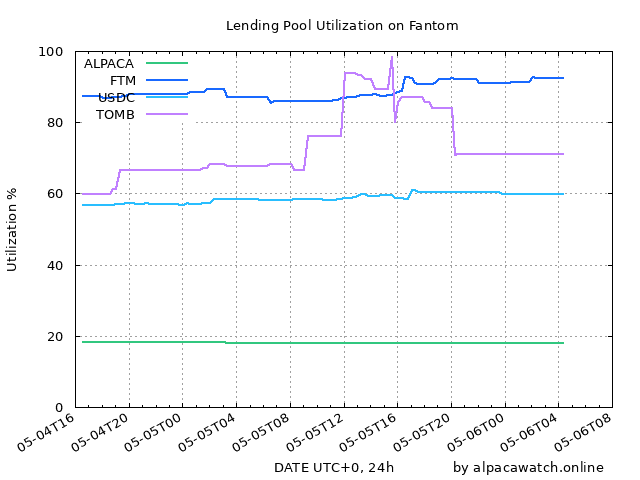 Lending Pool Utilization on Fantom
ALPACA
FTM
USDC
TOMB
Utilization %
100
80
60
40
20
0
05-04T16
05-04T20
05-05T00
05-05T04
05-05T08
05-05T12
05-05T16
05-05T20
05-06T00
05-06T04
05-06T08
DATE UTC+0, 24h
by alpacawatch.online